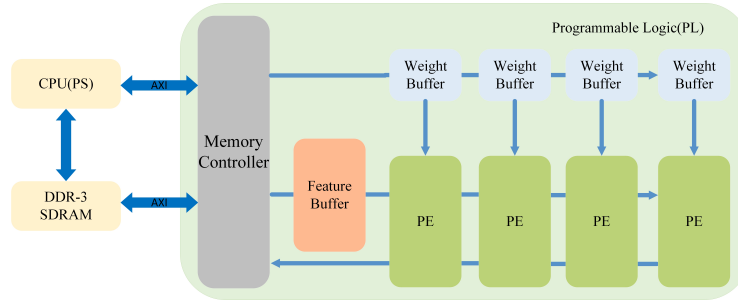 Programmable Logic(PL)
CPU(PS)
AXI
Weight
Buffer
Weight
Buffer
Weight
Buffer
Weight
Buffer
Memory
Controller
DDR-3
SDRAM
AXI
Feature
Buffer
PE
PE
PE
PE